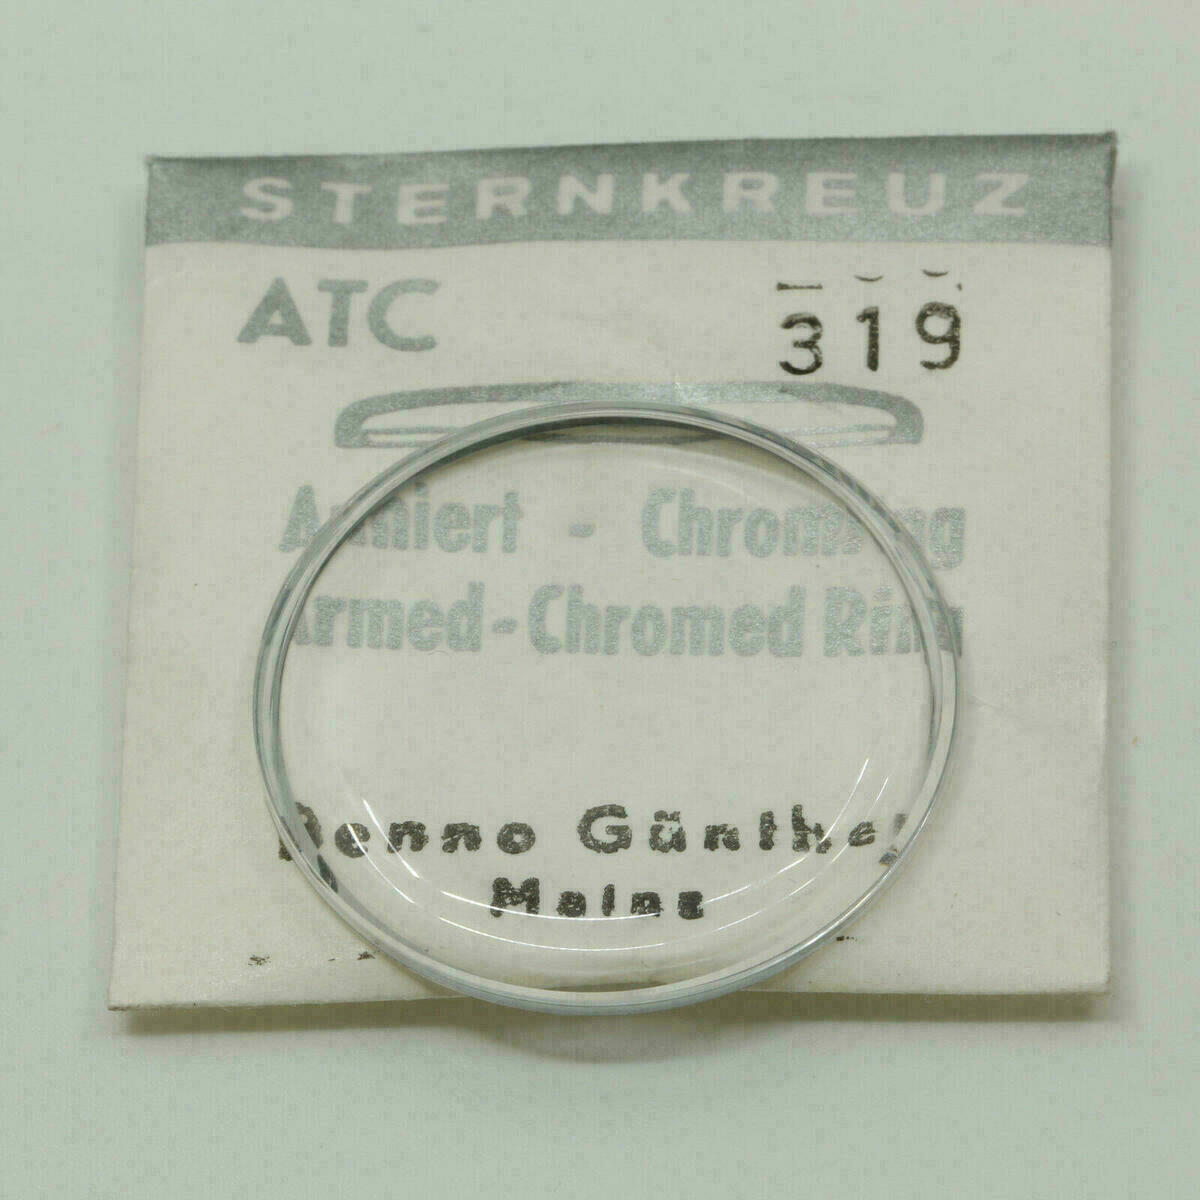 STERNKREUZ
ATC 319
Armiert - Chromring
Armed-Chromed Ring
Benno Günther
Mainz